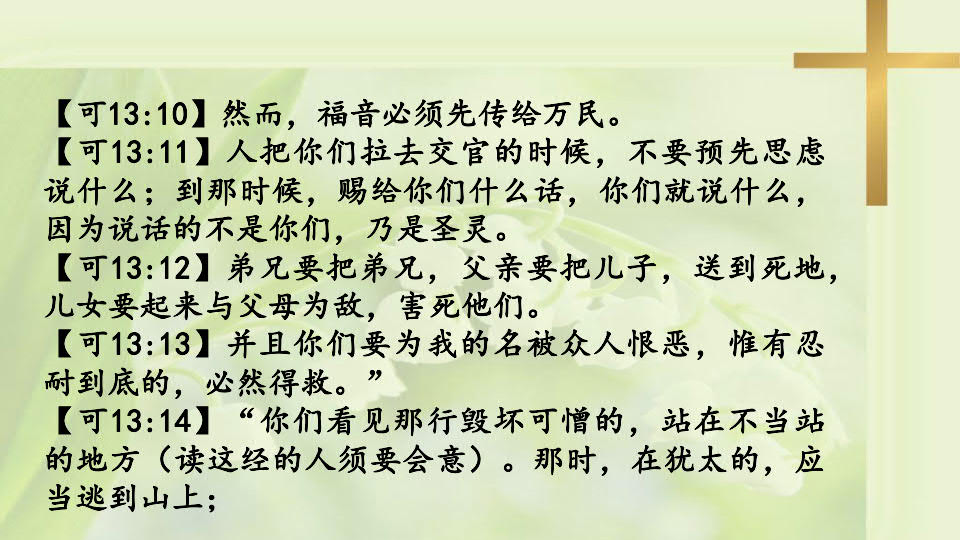 【可13:10】然而，福音必须先传给万民。
【可13:11】人把你们拉去交官的时候，不要预先思虑
说什么；到那时候，赐给你们什么话，你们就说什么，
因为说话的不是你们，乃是圣灵。
【可13:12】弟兄要把弟兄，父亲要把儿子，送到死地，
儿女要起来与父母为敌，害死他们。
【可13:13】并且你们要为我的名被众人恨恶，惟有忍
耐到底的，必然得救。”
【可13:14】“你们看见那行毁坏可憎的，站在不当站
的地方（读这经的人须要会意）。那时，在犹太的，应
当逃到山上；